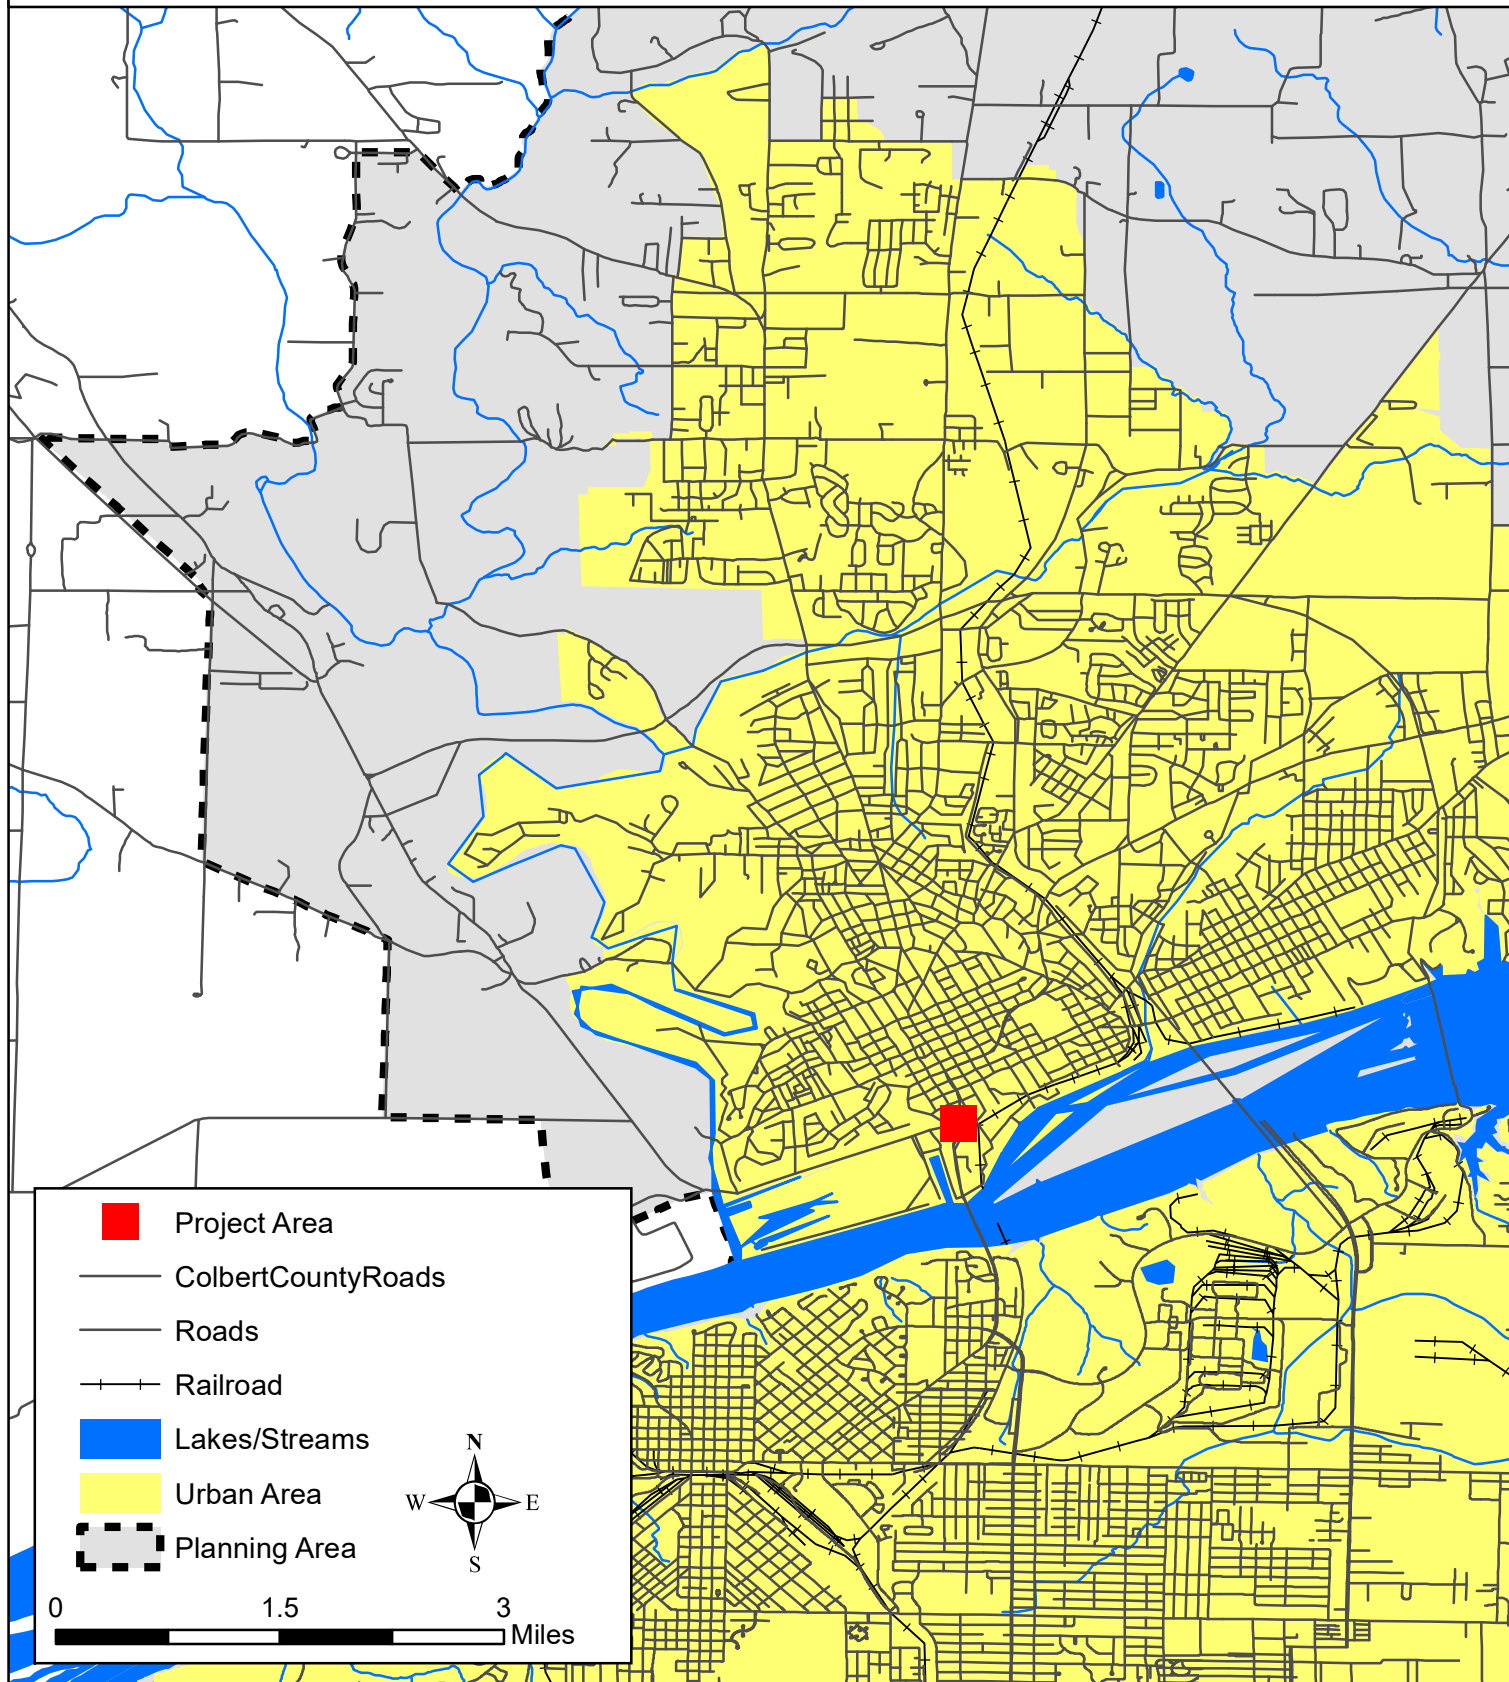 Project Area
ColbertCountyRoads
Roads
Railroad
Lakes/Streams
Urban Area
Planning Area
N
W E
S
0 1.5 3
Miles